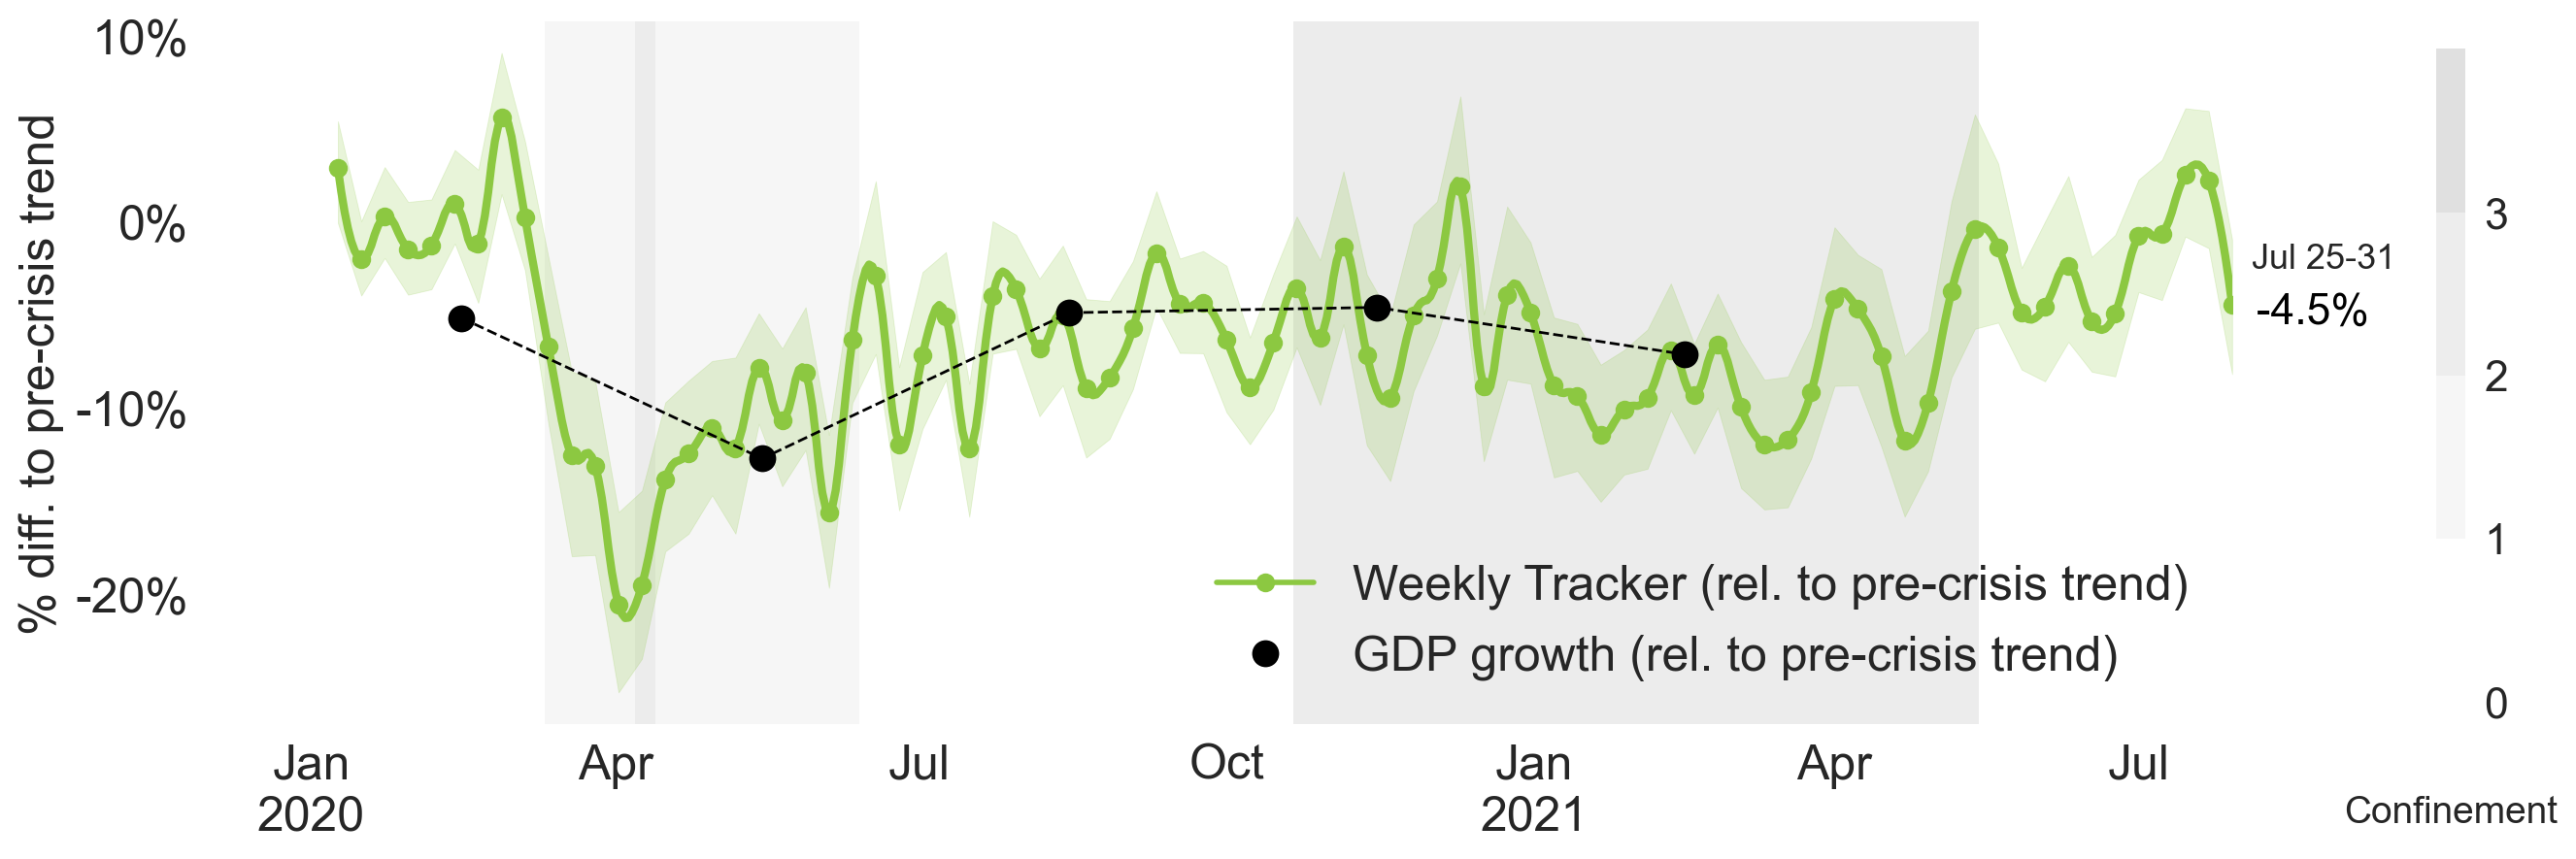 % diff. to pre-crisis trend
10%
0%
-10%
-20%
Jul 25-31
-4.5%
3
2
1
0
Weekly Tracker (rel. to pre-crisis trend)
GDP growth (rel. to pre-crisis trend)
Jan Apr Jul Oct Jan Apr Jul
2020 2021
Confinement